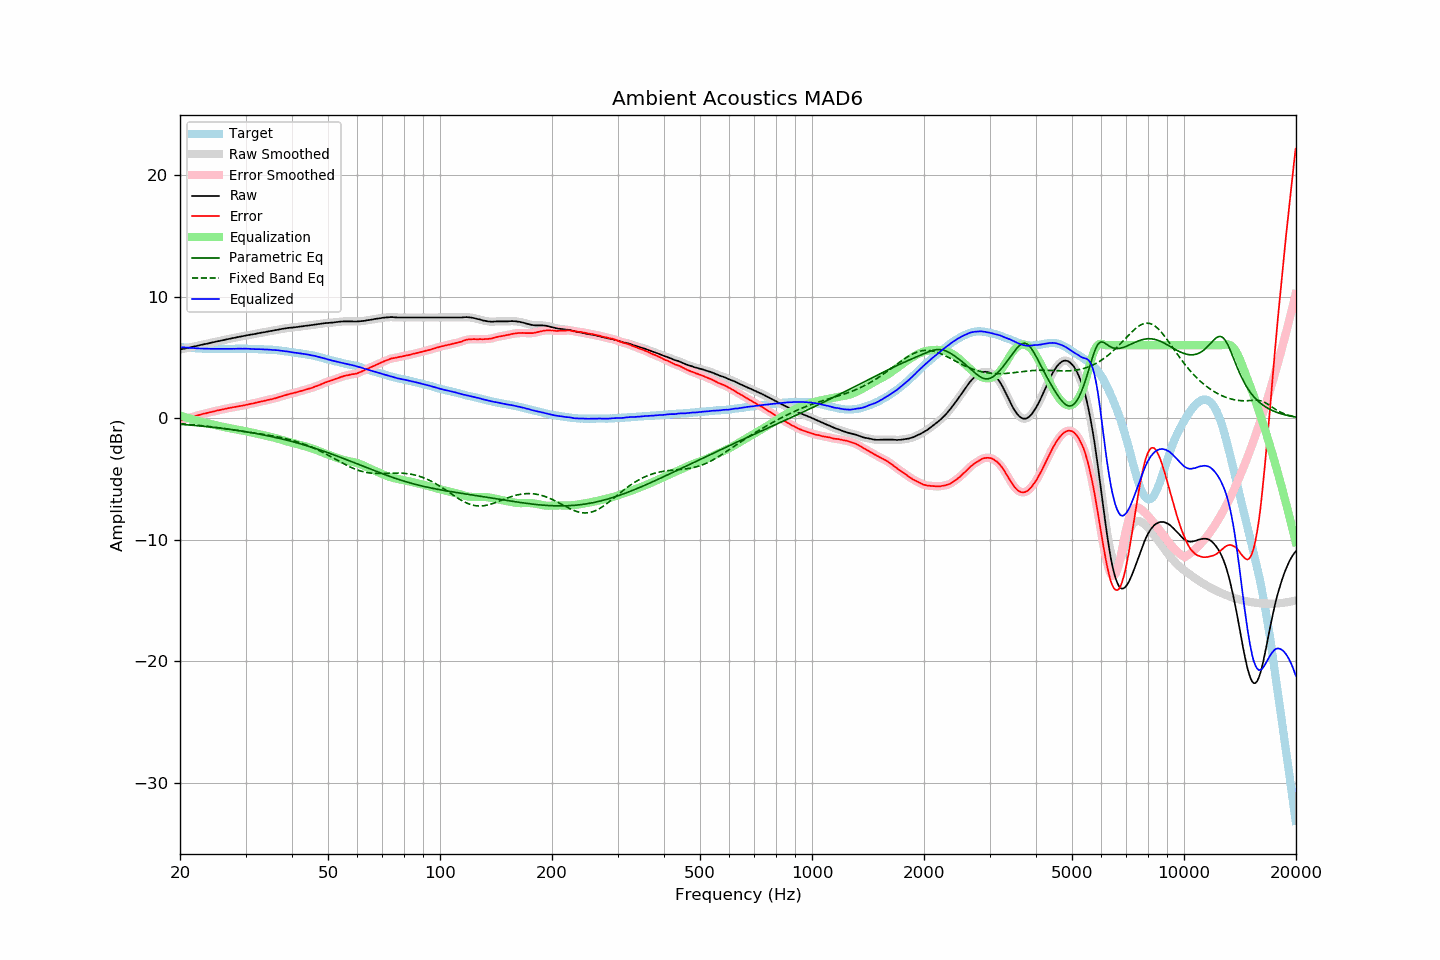 Ambient Acoustics MAD6
Target
Raw Smoothed
Error Smoothed
Raw
Error
Equalization
Parametric Eq
Fixed Band Eq
Equalized
20
10
0
−10
−20
−30
Amplitude (dBr)
20 50 100 200 500 1000 2000 5000 10000 20000
Frequency (Hz)